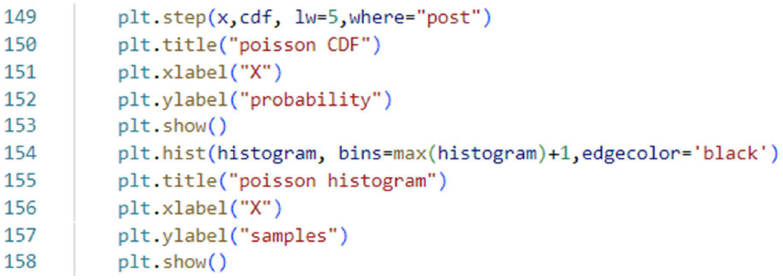 149 plt.step(x,cdf, lw=5,where="post")
150 plt.title("poisson CDF")
151 plt.xlabel("X")
152 plt.ylabel("probability")
153 plt.show()
154 plt.hist(histogram, bins=max(histogram)+1,edgecolor='black')
155 plt.title("poisson histogram")
156 plt.xlabel("X")
157 plt.ylabel("samples")
158 plt.show()